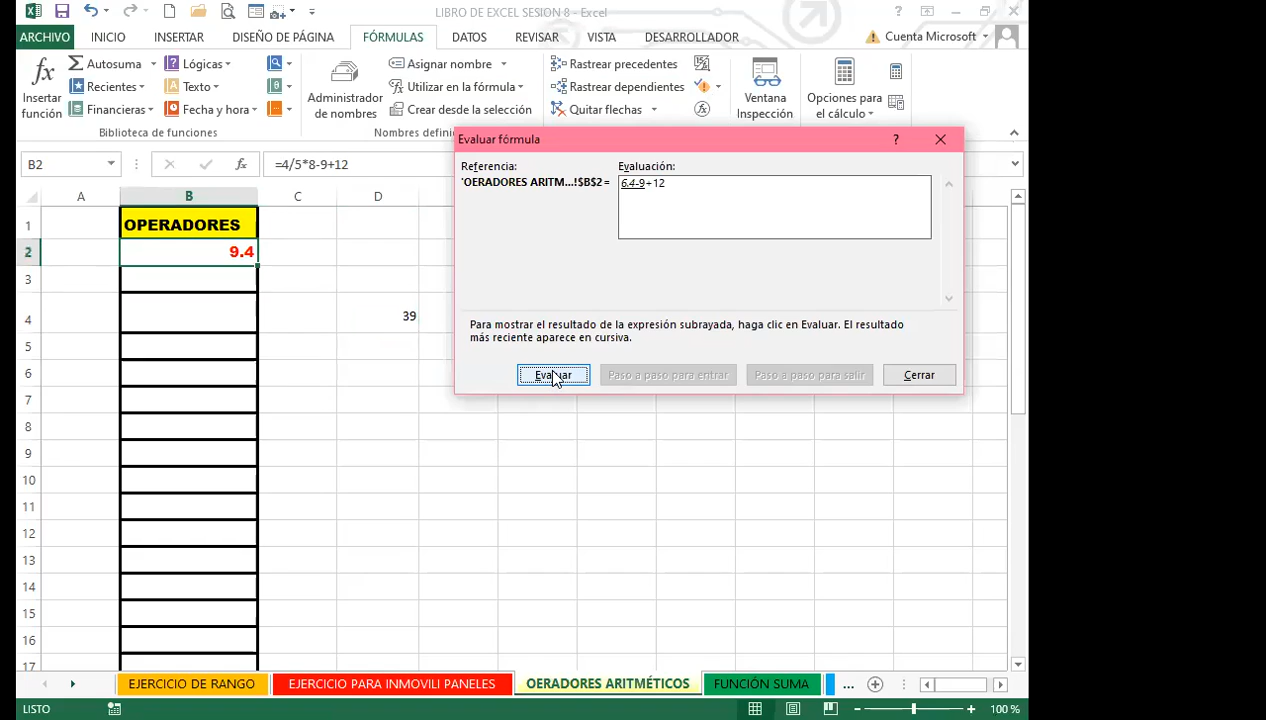 LIBRO DE EXCEL SESION 8 - Excel
?
ARCHIVO INICIO INSERTAR DISEÑO DE PÁGINA FÓRMULAS DATOS REVISAR VISTA DESARROLLADOR Cuenta Microsoft
fx Insertar función
Σ Autosuma
Recientes
Financieras
Lógicas
Texto
Fecha y hora
Biblioteca de funciones
Administrador de nombres
Asignar nombre
Utilizar en la fórmula
Crear desde la selección
Nombres defini
Rastrear precedentes
Rastrear dependientes
Quitar flechas
Ventana Inspección
Opciones para el cálculo
B2 fx =4/5*8-9+12
Evaluar fórmula ?
Referencia: Evaluación:
'OERADORES ARITM...!$B$2 = 6.4-9+12
Para mostrar el resultado de la expresión subrayada, haga clic en Evaluar. El resultado
más reciente aparece en cursiva.
Evaluar Paso a paso para entrar Paso a paso para salir Cerrar
A B C D
1 OPERADORES
2 9.4
3
4 39
5
6
7
8
9
10
11
12
13
14
15
16
17
EJERCICIO DE RANGO EJERCICIO PARA INMOVILI PANELES OERADORES ARITMÉTICOS FUNCIÓN SUMA ...
LISTO 100 %